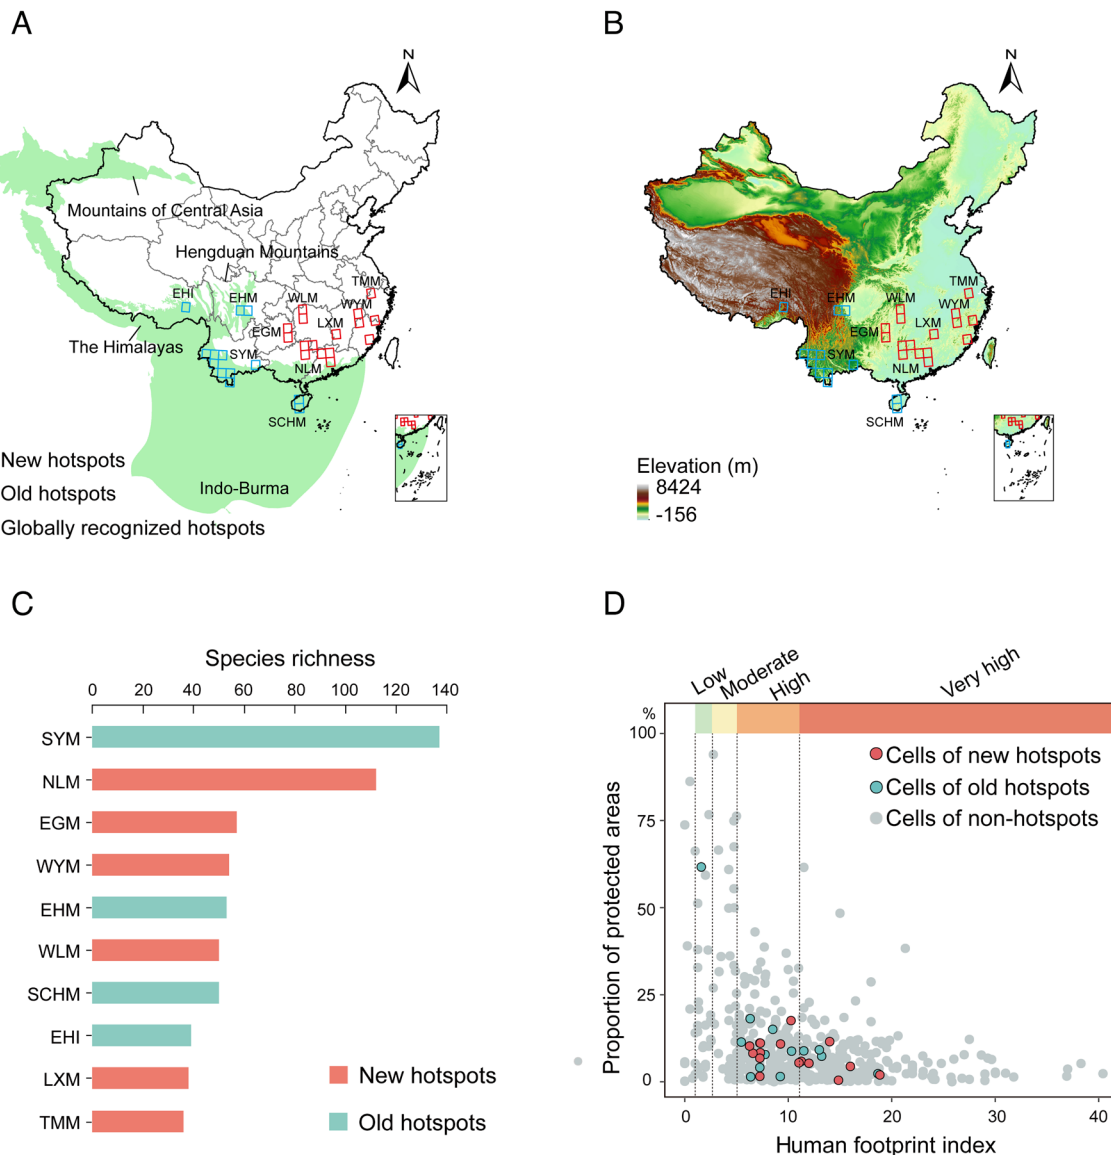 A
N
Mountains of Central Asia
Hengduan Mountains
TMM
EHI
EHM
WLM
WYM
LXM
EGM
The Himalayas
SYM
NLM
SCHM
New hotspots
Old hotspots
Indo-Burma
Globally recognized hotspots
B
N
TMM
EHI
EHM
WLM
WYM
LXM
EGM
SYM
NLM
SCHM
Elevation (m)
8424
-156
C
Species richness
0 20 40 60 80 100 120 140
SYM
NLM
EGM
WYM
EHM
WLM
SCHM
EHI
LXM
TMM
New hotspots
Old hotspots
D
Low
Moderate
High
Very high
%
100
75
50
25
0
Proportion of protected areas
Cells of new hotspots
Cells of old hotspots
Cells of non-hotspots
0 10 20 30 40
Human footprint index